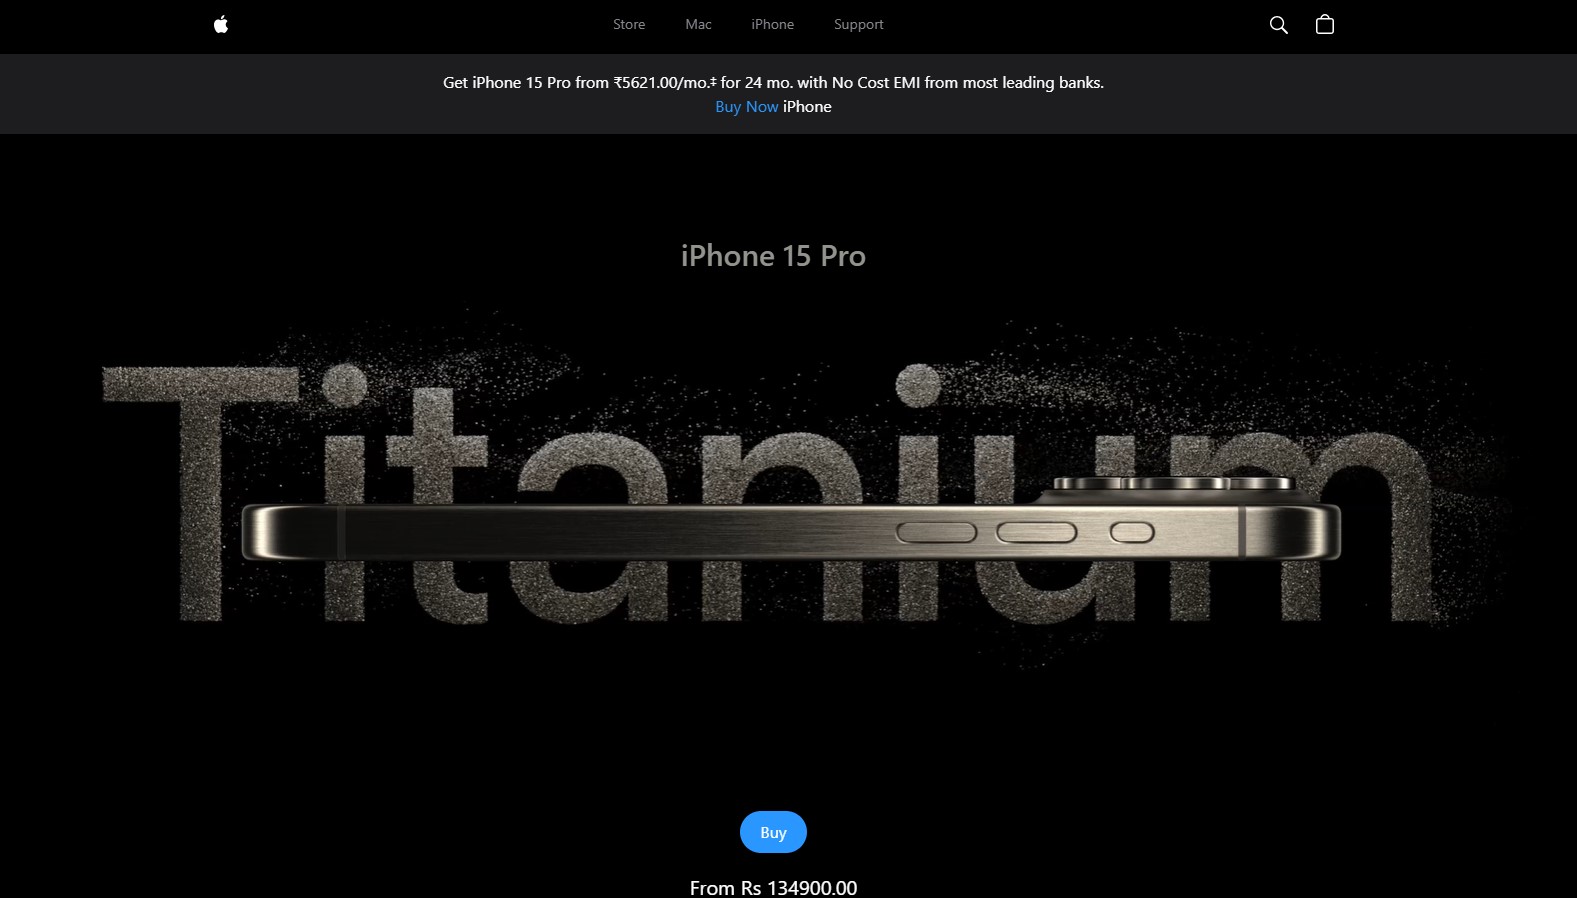 Store Mac iPhone Support
Get iPhone 15 Pro from ₹5621.00/mo.‡ for 24 mo. with No Cost EMI from most leading banks.
Buy Now iPhone
iPhone 15 Pro
Titanium
Buy
From Rs 134900.00